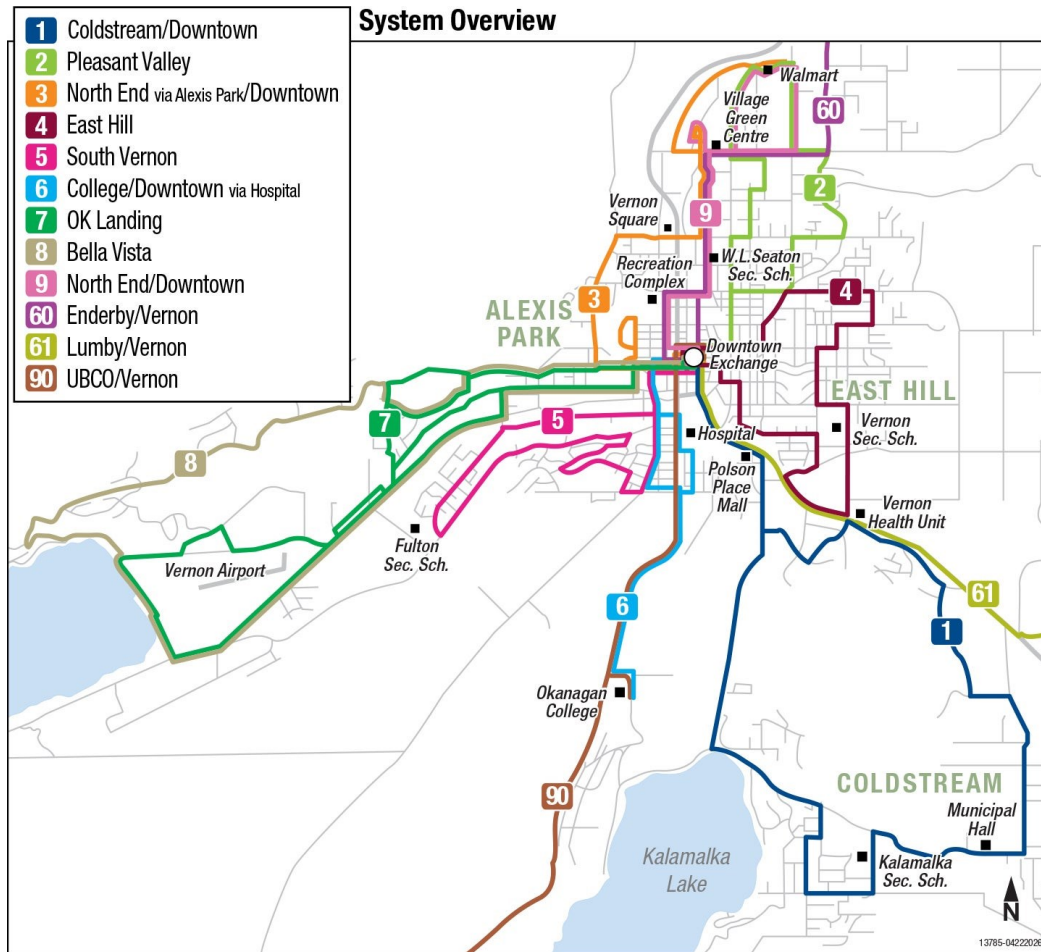 System Overview
1 Coldstream/Downtown
2 Pleasant Valley
3 North End via Alexis Park/Downtown
4 East Hill
5 South Vernon
6 College/Downtown via Hospital
7 OK Landing
8 Bella Vista
9 North End/Downtown
60 Enderby/Vernon
61 Lumby/Vernon
90 UBCO/Vernon
Walmart
Village
Green
Centre
60
2
Vernon
Square
9
W.L.Seaton
Sec. Sch.
Recreation
Complex
3
4
ALEXIS
PARK
Downtown
Exchange
EAST HILL
7
5
Hospital
Vernon
Sec. Sch.
8
Polson
Place
Mall
Vernon
Health Unit
Fulton
Sec. Sch.
Vernon Airport
6
61
1
Okanagan
College
90
COLDSTREAM
Municipal
Hall
Kalamalka
Lake
Kalamalka
Sec. Sch.
N
13785-04222026